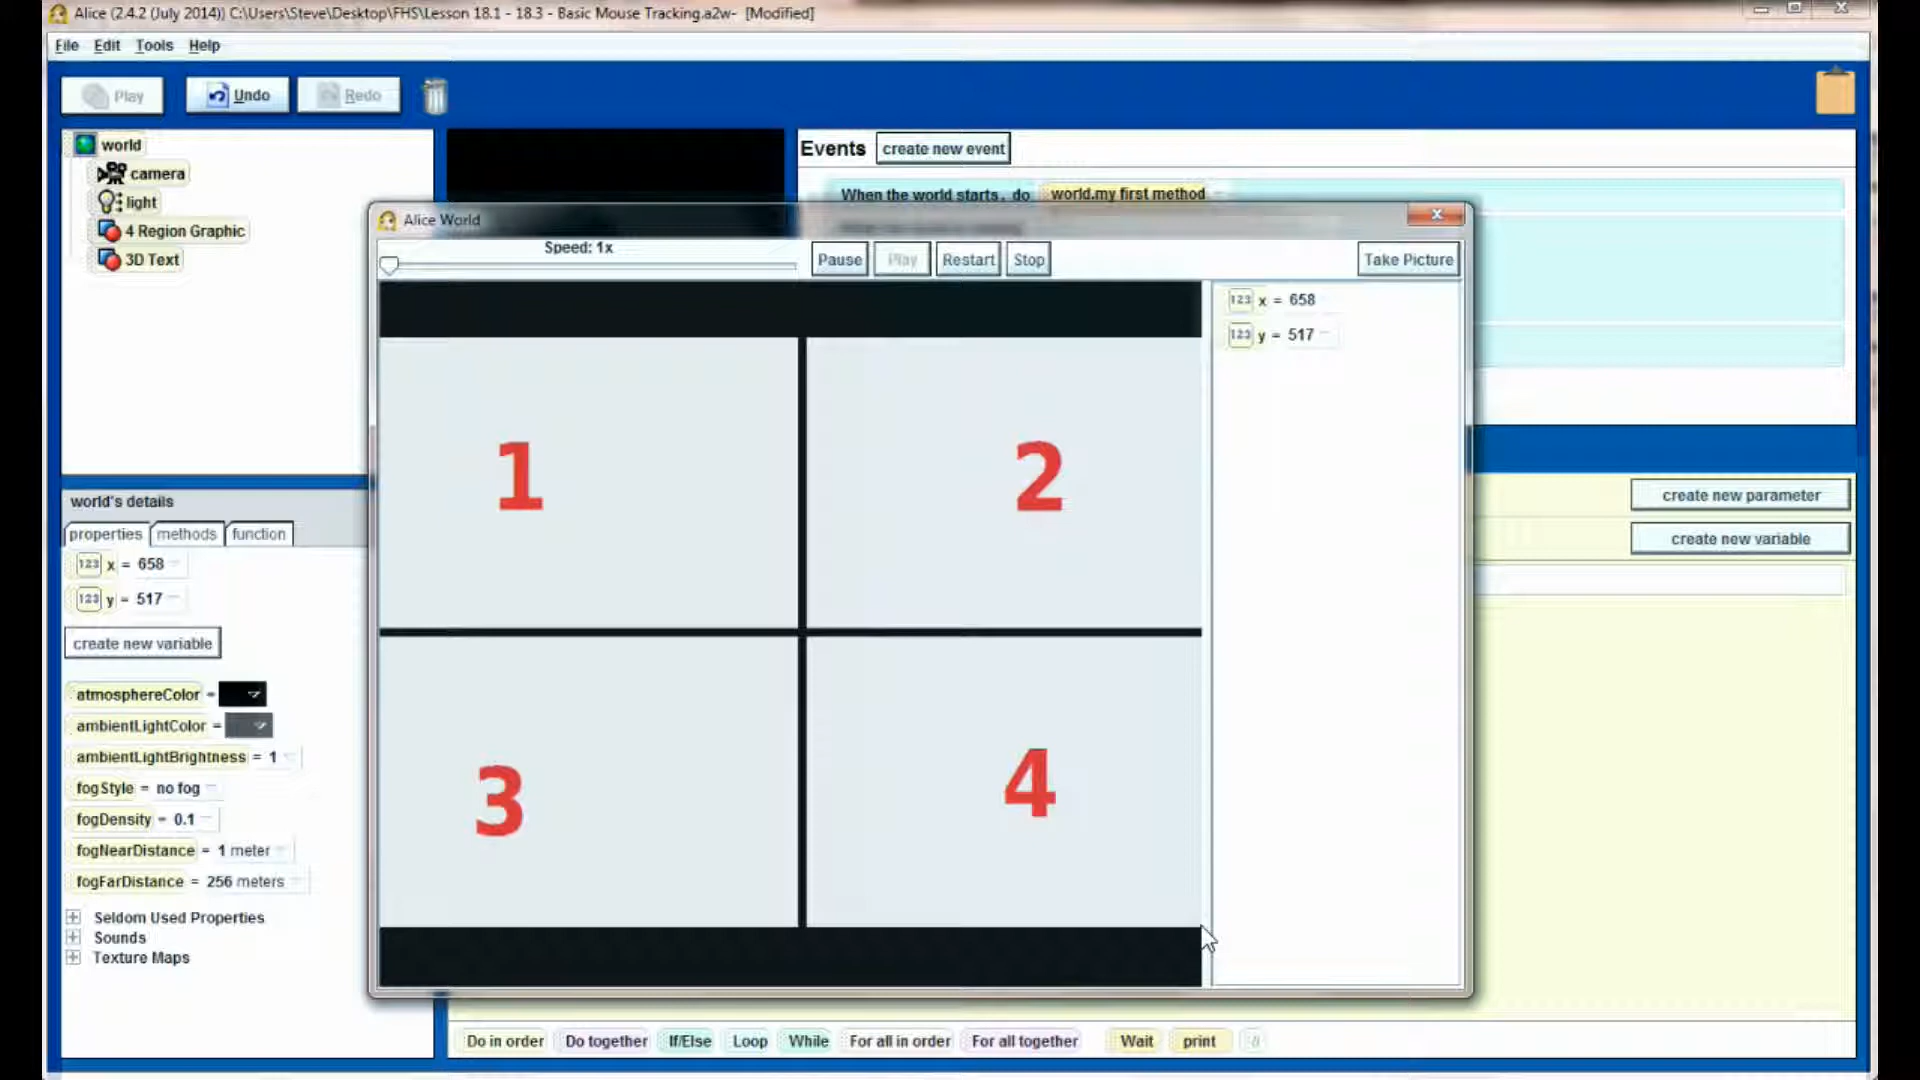 Alice (2.4.2 (July 2014)) C:\Users\Steve\Desktop\FHS\Lesson 18.1 - 18.3 - Basic Mouse Tracking.a2w- [Modified]
File Edit Tools Help
Play Undo Redo
world
camera
light
4 Region Graphic
3D Text
Events create new event
When the world starts, do world.my first method
Alice World
Speed: 1x
Pause Play Restart Stop Take Picture
123 x = 658
123 y = 517
1 2
3 4
world's details
properties methods function
123 x = 658
123 y = 517
create new variable
atmosphereColor =
ambientLightColor =
ambientLightBrightness = 1
fogStyle = no fog
fogDensity = 0.1
fogNearDistance = 1 meter
fogFarDistance = 256 meters
Seldom Used Properties
Sounds
Texture Maps
create new parameter
create new variable
Do in order Do together If/Else Loop While For all in order For all together Wait print